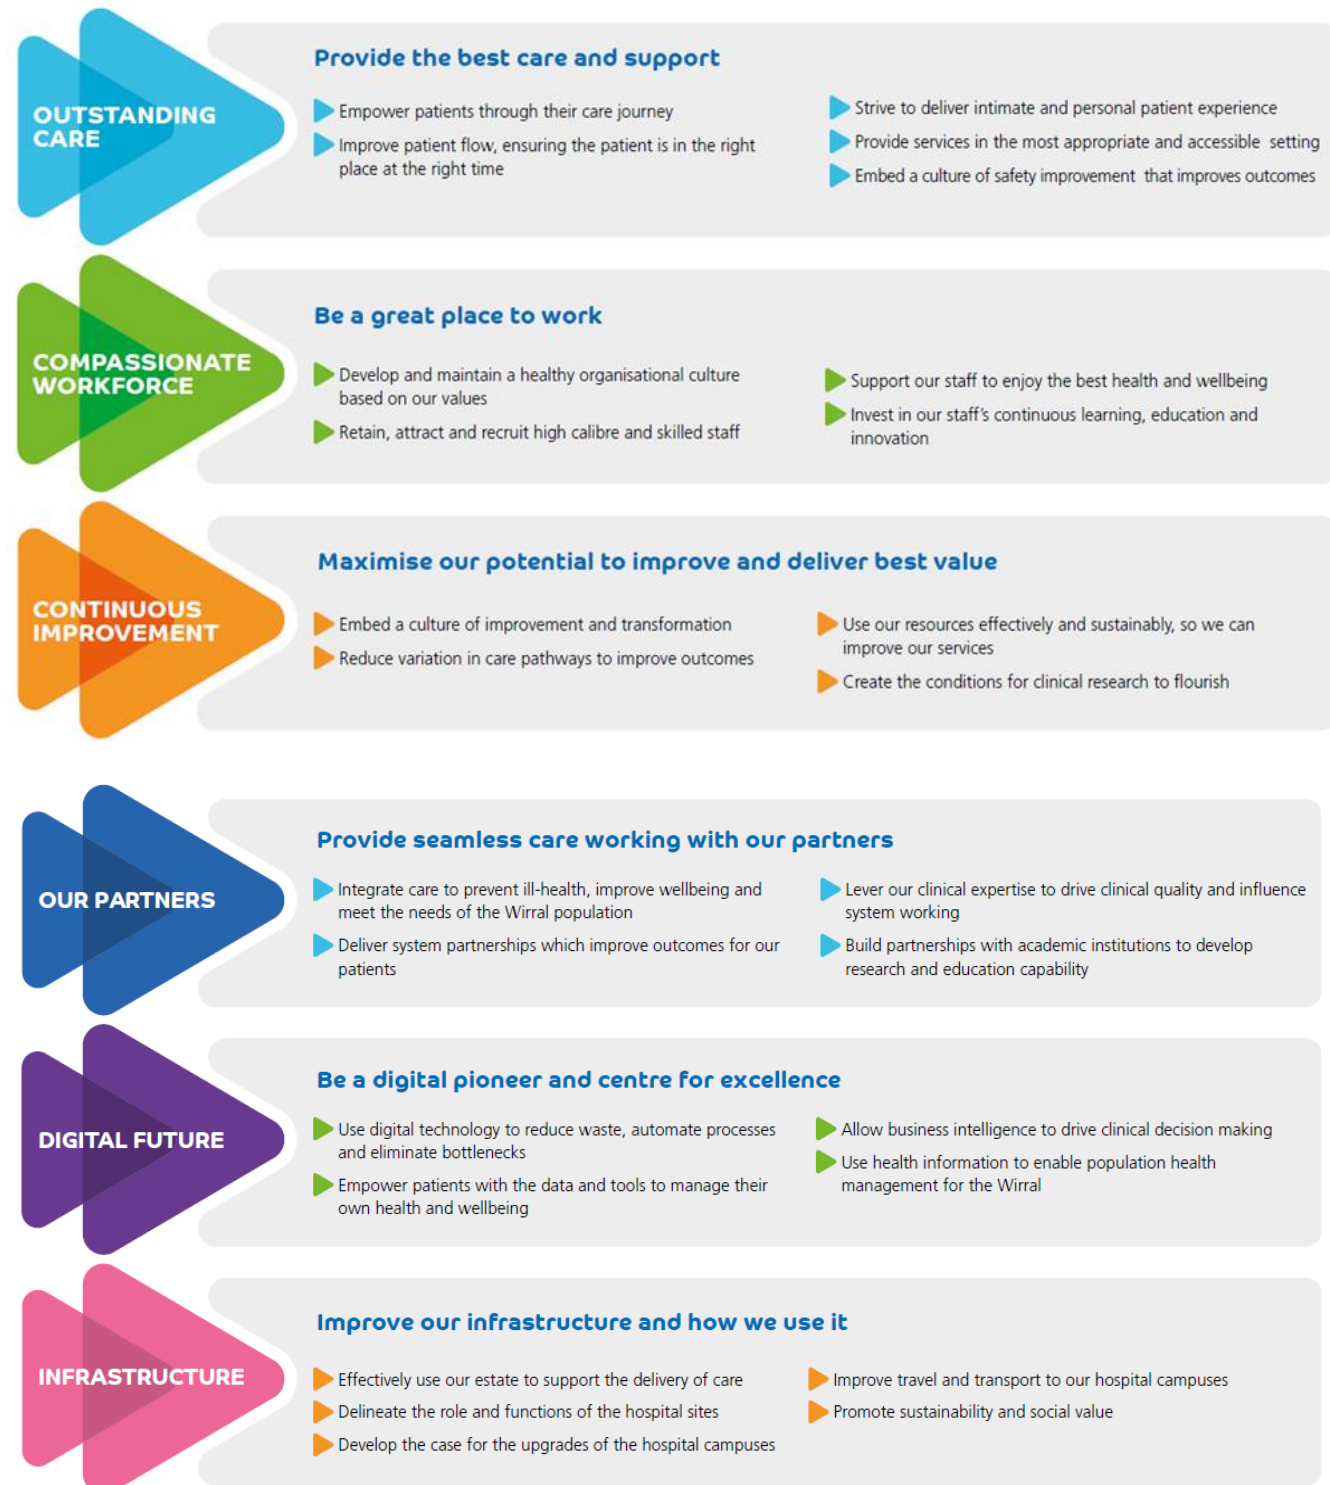 OUTSTANDING
CARE
Provide the best care and support
Empower patients through their care journey
Improve patient flow, ensuring the patient is in the right
place at the right time
Strive to deliver intimate and personal patient experience
Provide services in the most appropriate and accessible setting
Embed a culture of safety improvement that improves outcomes
COMPASSIONATE
WORKFORCE
Be a great place to work
Develop and maintain a healthy organisational culture
based on our values
Retain, attract and recruit high calibre and skilled staff
Support our staff to enjoy the best health and wellbeing
Invest in our staff's continuous learning, education and
innovation
CONTINUOUS
IMPROVEMENT
Maximise our potential to improve and deliver best value
Embed a culture of improvement and transformation
Reduce variation in care pathways to improve outcomes
Use our resources effectively and sustainably, so we can
improve our services
Create the conditions for clinical research to flourish
OUR PARTNERS
Provide seamless care working with our partners
Integrate care to prevent ill-health, improve wellbeing and
meet the needs of the Wirral population
Deliver system partnerships which improve outcomes for our
patients
Lever our clinical expertise to drive clinical quality and influence
system working
Build partnerships with academic institutions to develop
research and education capability
DIGITAL FUTURE
Be a digital pioneer and centre for excellence
Use digital technology to reduce waste, automate processes
and eliminate bottlenecks
Empower patients with the data and tools to manage their
own health and wellbeing
Allow business intelligence to drive clinical decision making
Use health information to enable population health
management for the Wirral
INFRASTRUCTURE
Improve our infrastructure and how we use it
Effectively use our estate to support the delivery of care
Delineate the role and functions of the hospital sites
Develop the case for the upgrades of the hospital campuses
Improve travel and transport to our hospital campuses
Promote sustainability and social value